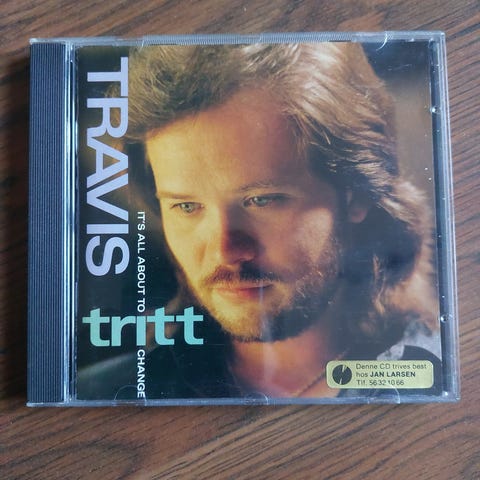 TRAVIS
tritt
IT'S ALL ABOUT TO CHANGE
Denne CD trives best
hos JAN LARSEN
Tlf. 56 32 10 66